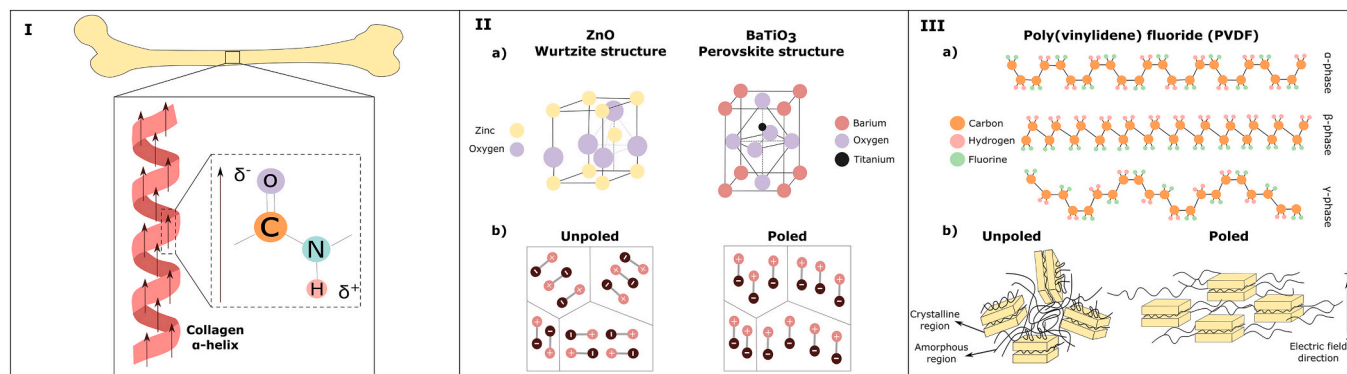 I
δ-
O
C
N
H
δ+
Collagen
α-helix
II
ZnO
Wurtzite structure
BaTiO3
Perovskite structure
a)
Zinc
Oxygen
Barium
Oxygen
Titanium
b)
Unpoled
Poled
III
Poly(vinylidene) fluoride (PVDF)
a)
α-phase
Carbon
Hydrogen
Fluorine
β-phase
γ-phase
b)
Unpoled
Poled
Crystalline
region
Amorphous
region
Electric field
direction